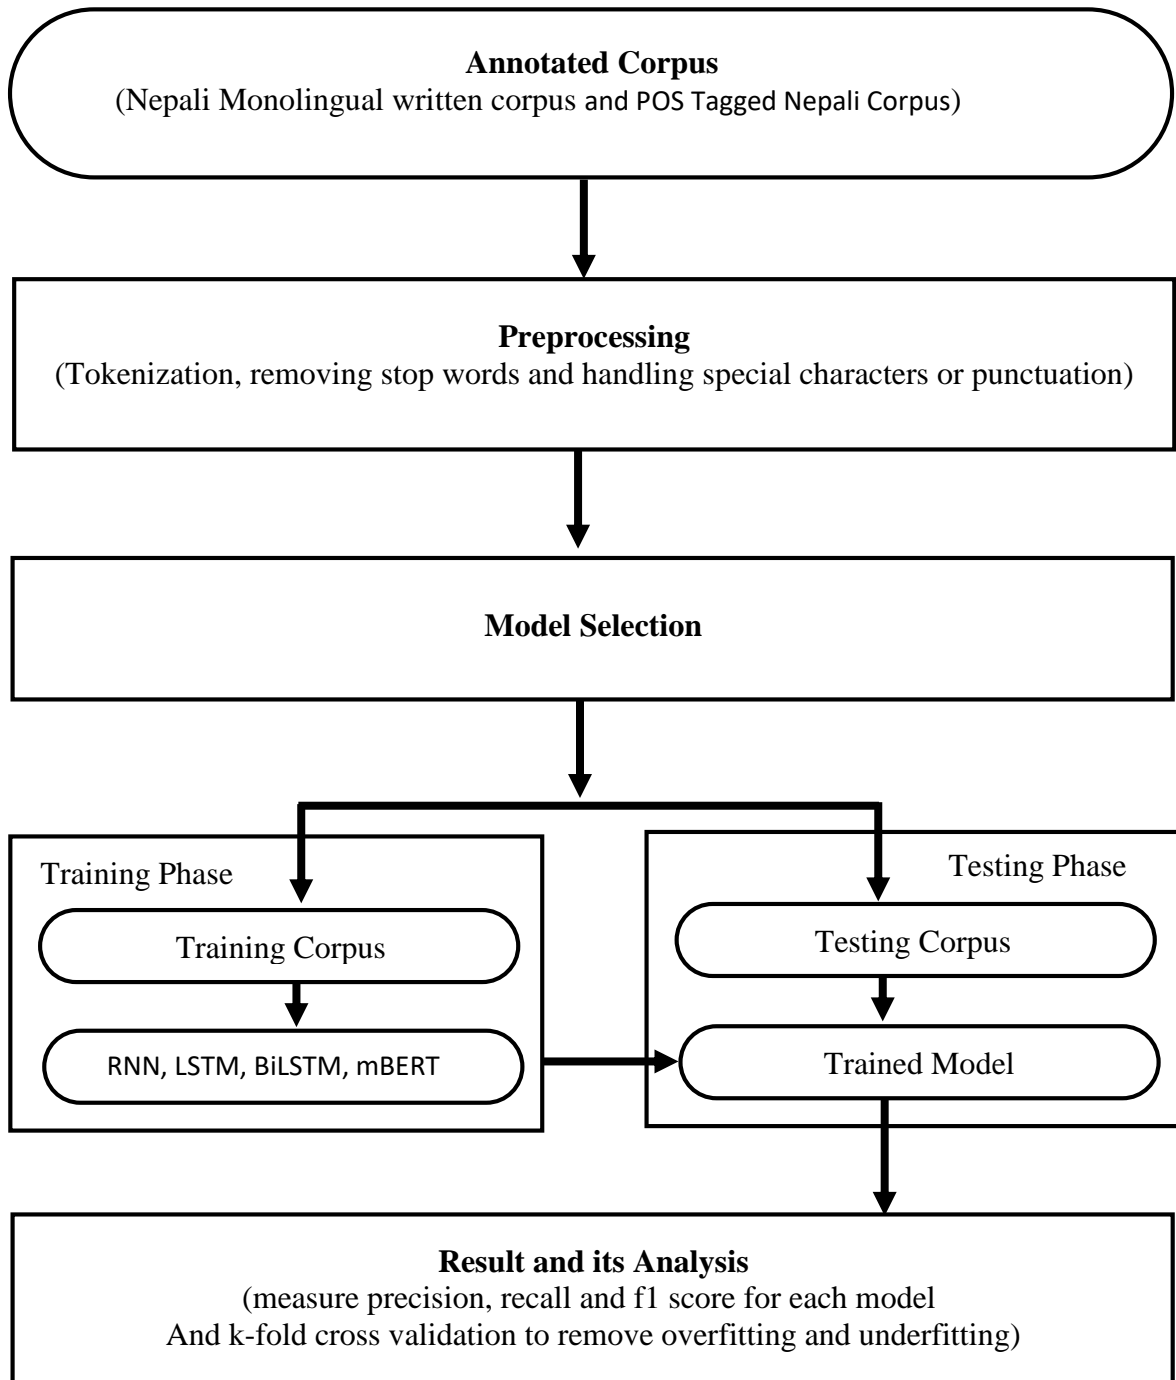 Annotated Corpus
(Nepali Monolingual written corpus and POS Tagged Nepali Corpus)
Preprocessing
(Tokenization, removing stop words and handling special characters or punctuation)
Model Selection
Training Phase
Training Corpus
RNN, LSTM, BiLSTM, mBERT
Testing Phase
Testing Corpus
Trained Model
Result and its Analysis
(measure precision, recall and f1 score for each model
And k-fold cross validation to remove overfitting and underfitting)